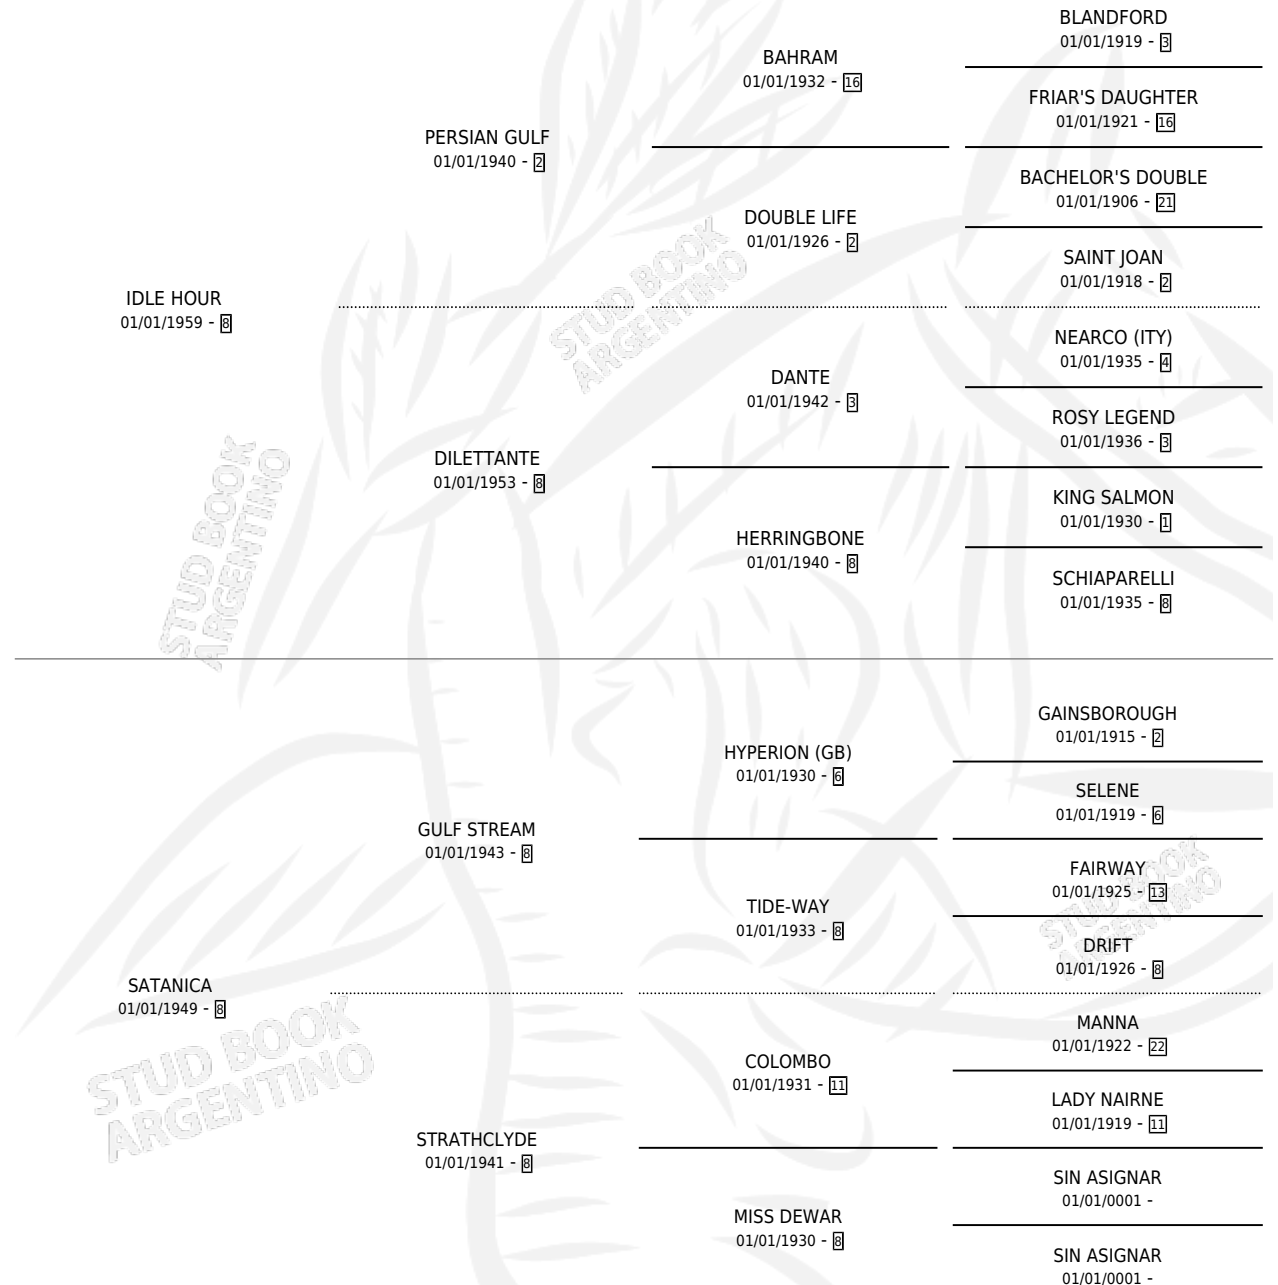 BLANDFORD
01/01/1919 - 3
BAHRAM
01/01/1932 - 16
FRIAR'S DAUGHTER
01/01/1921 - 16
PERSIAN GULF
01/01/1940 - 2
BACHELOR'S DOUBLE
01/01/1906 - 21
DOUBLE LIFE
01/01/1926 - 2
SAINT JOAN
01/01/1918 - 2
IDLE HOUR
01/01/1959 - 8
NEARCO (ITY)
01/01/1935 - 4
DANTE
01/01/1942 - 3
ROSY LEGEND
01/01/1936 - 3
DILETTANTE
01/01/1953 - 8
KING SALMON
01/01/1930 - 1
HERRINGBONE
01/01/1940 - 8
SCHIAPARELLI
01/01/1935 - 8
GAINSBOROUGH
01/01/1915 - 2
HYPERION (GB)
01/01/1930 - 6
SELENE
01/01/1919 - 6
GULF STREAM
01/01/1943 - 8
FAIRWAY
01/01/1925 - 13
TIDE-WAY
01/01/1933 - 8
DRIFT
01/01/1926 - 8
SATANICA
01/01/1949 - 8
MANNA
01/01/1922 - 22
COLOMBO
01/01/1931 - 11
LADY NAIRNE
01/01/1919 - 11
STRATHCLYDE
01/01/1941 - 8
SIN ASIGNAR
01/01/0001 -
MISS DEWAR
01/01/1930 - 8
SIN ASIGNAR
01/01/0001 -
STUD BOOK
ARGENTINO
STUD BOOK
ARGENTINO
STUD BOOK
ARGENTINO
STUD BOOK
ARGENTINO